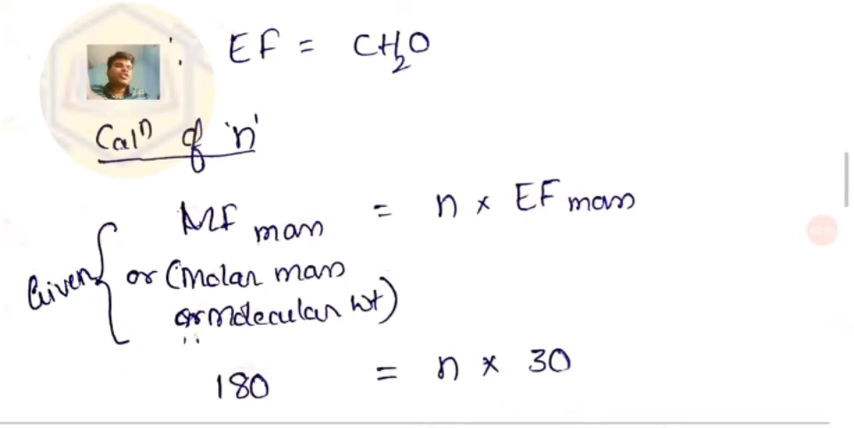 ∴ EF = CH₂O
Calⁿ of 'n'
MF mass = n × EF mass
Given { or (Molar mass
or molecular wt)
180 = n × 30